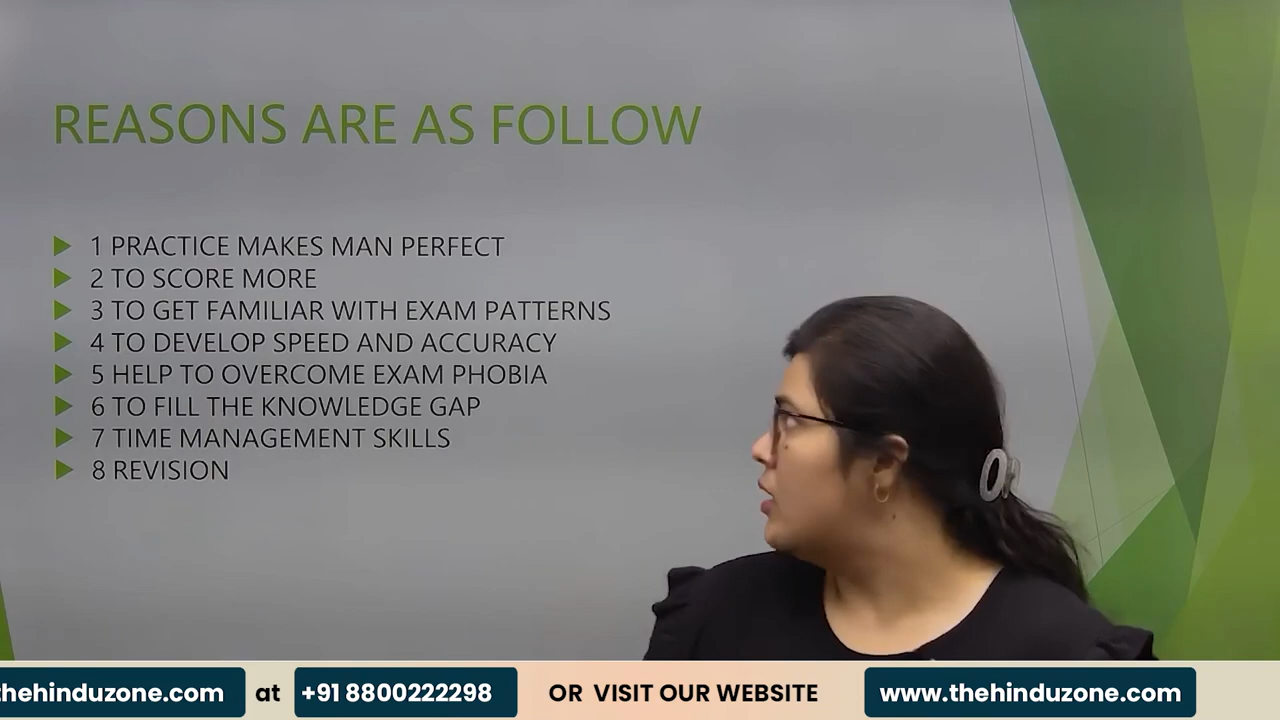 REASONS ARE AS FOLLOW
1 PRACTICE MAKES MAN PERFECT
2 TO SCORE MORE
3 TO GET FAMILIAR WITH EXAM PATTERNS
4 TO DEVELOP SPEED AND ACCURACY
5 HELP TO OVERCOME EXAM PHOBIA
6 TO FILL THE KNOWLEDGE GAP
7 TIME MANAGEMENT SKILLS
8 REVISION
thehinduzone.com at +91 8800222298 OR VISIT OUR WEBSITE www.thehinduzone.com